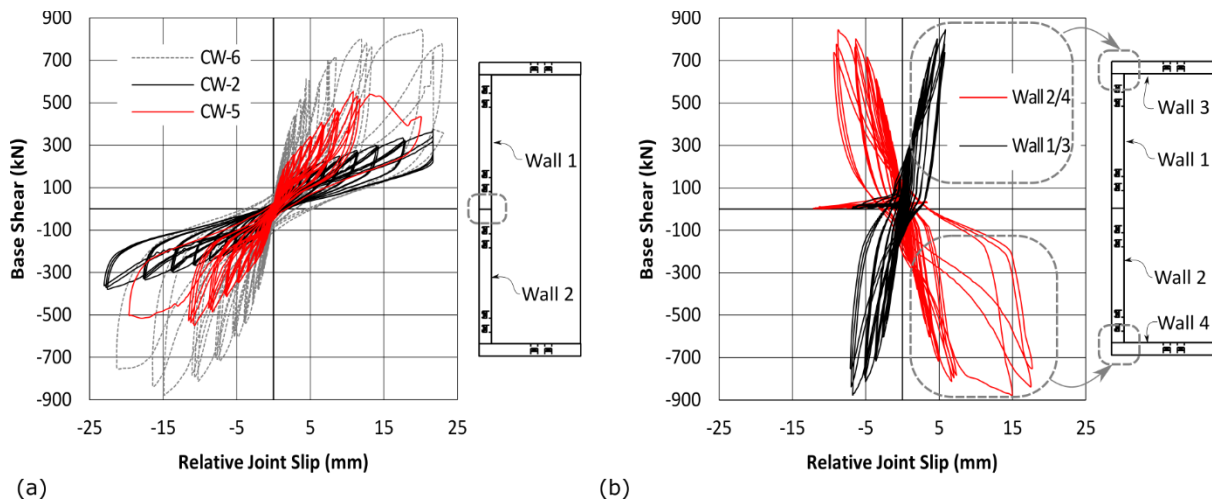 900
700
500
300
100
-100
-300
-500
-700
-900
Base Shear (kN)
CW-6
CW-2
CW-5
-25
-15
-5
5
15
25
Relative Joint Slip (mm)
Wall 1
Wall 2
(a)
900
700
500
300
100
-100
-300
-500
-700
-900
Base Shear (kN)
Wall 2/4
Wall 1/3
-25
-15
-5
5
15
25
Relative Joint Slip (mm)
Wall 3
Wall 1
Wall 2
Wall 4
(b)